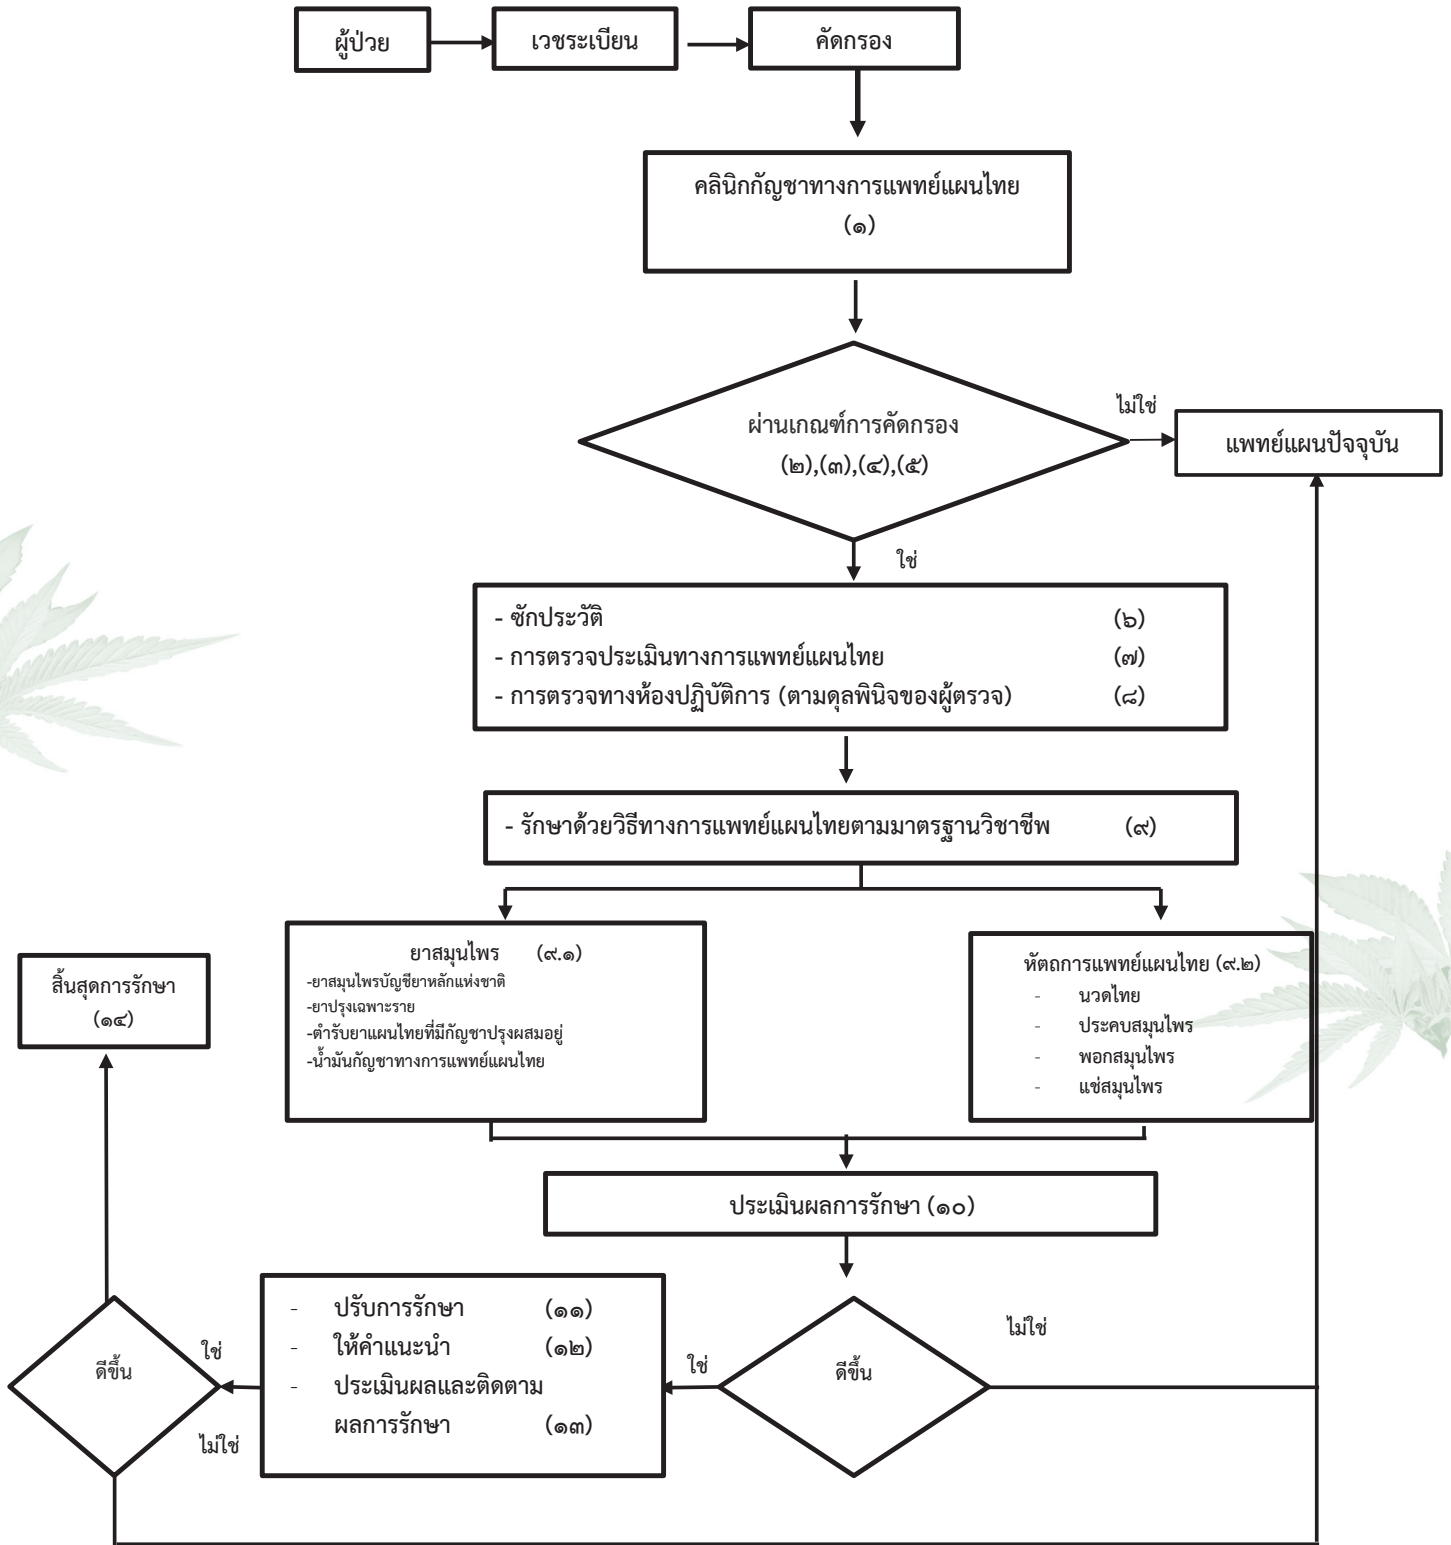 ผู้ป่วย
เวชระเบียน
คัดกรอง
คลินิกกัญชาทางการแพทย์แผนไทย
(๑)
ผ่านเกณฑ์การคัดกรอง
(๒),(๓),(๔),(๕)
ไม่ใช่
แพทย์แผนปัจจุบัน
ใช่
- ซักประวัติ (๖)
- การตรวจประเมินทางการแพทย์แผนไทย (๗)
- การตรวจทางห้องปฏิบัติการ (ตามดุลพินิจของผู้ตรวจ) (๘)
- รักษาด้วยวิธีทางการแพทย์แผนไทยตามมาตรฐานวิชาชีพ (๙)
ยาสมุนไพร (๙.๑)
-ยาสมุนไพรบัญชียาหลักแห่งชาติ
-ยาปรุงเฉพาะราย
-ตำรับยาแผนไทยที่มีกัญชาปรุงผสมอยู่
-น้ำมันกัญชาทางการแพทย์แผนไทย
หัตถการแพทย์แผนไทย (๙.๒)
- นวดไทย
- ประคบสมุนไพร
- พอกสมุนไพร
- แช่สมุนไพร
สิ้นสุดการรักษา
(๑๔)
ประเมินผลการรักษา (๑๐)
ดีขึ้น
ไม่ใช่
ใช่
- ปรับการรักษา (๑๑)
- ให้คำแนะนำ (๑๒)
- ประเมินผลและติดตาม
ผลการรักษา (๑๓)
ดีขึ้น
ใช่
ไม่ใช่